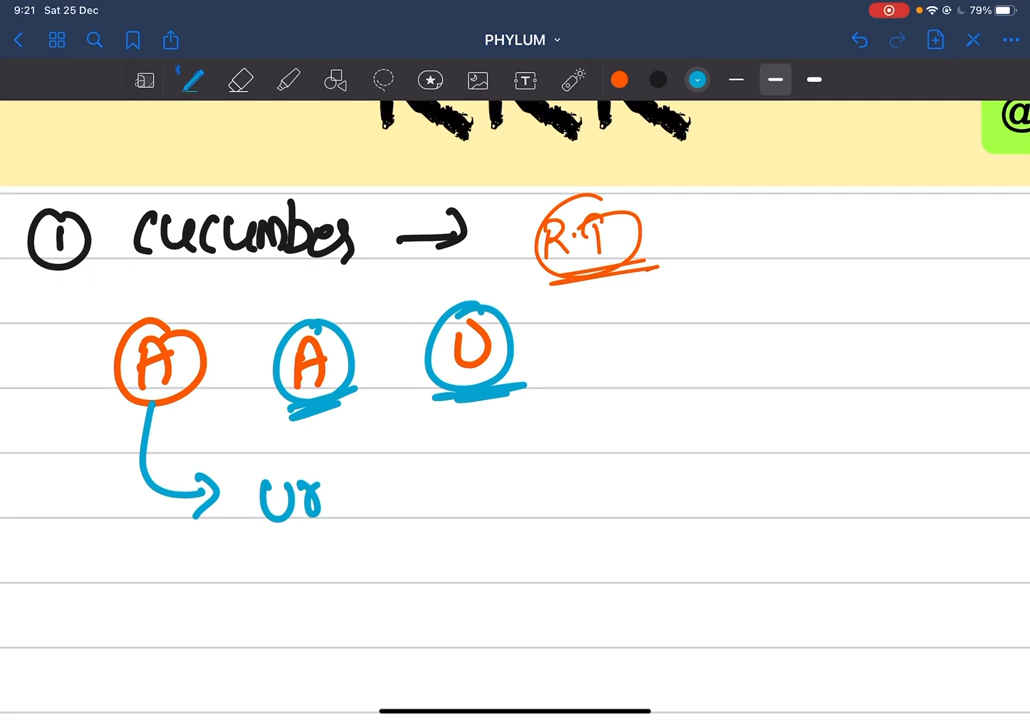 9:21 Sat 25 Dec 79%
PHYLUM
T
@
1 cucumber → R.T
A A U
Ur